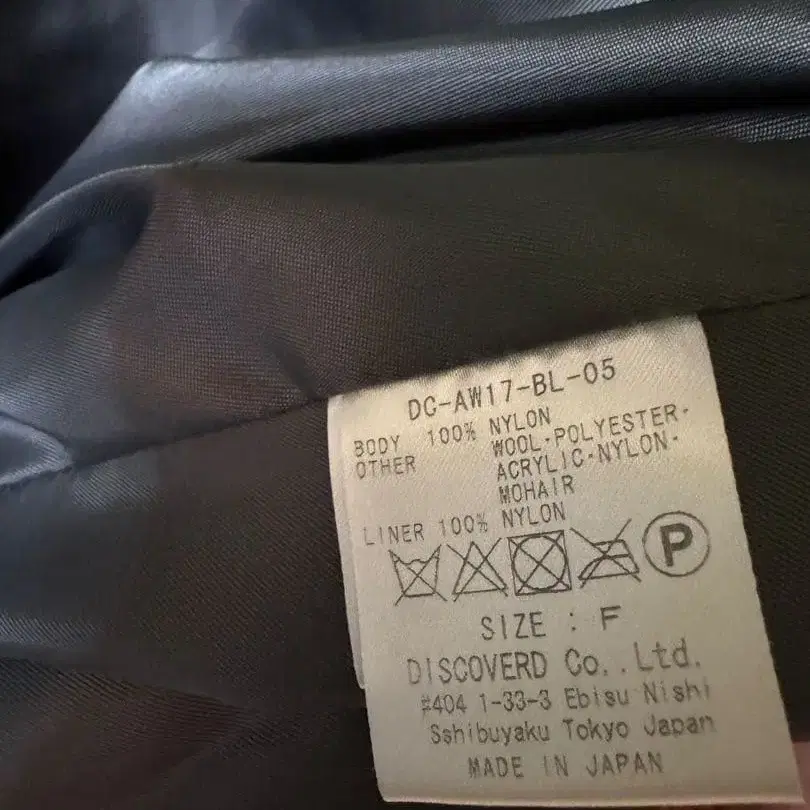 DC-AW17-BL-05
BODY 100% NYLON
OTHER WOOL·POLYESTER·
ACRYLIC·NYLON·
MOHAIR
LINER 100% NYLON
P
SIZE : F
DISCOVERD Co.,Ltd.
#404 1-33-3 Ebisu Nishi
Sshibuyaku Tokyo Japan
MADE IN JAPAN